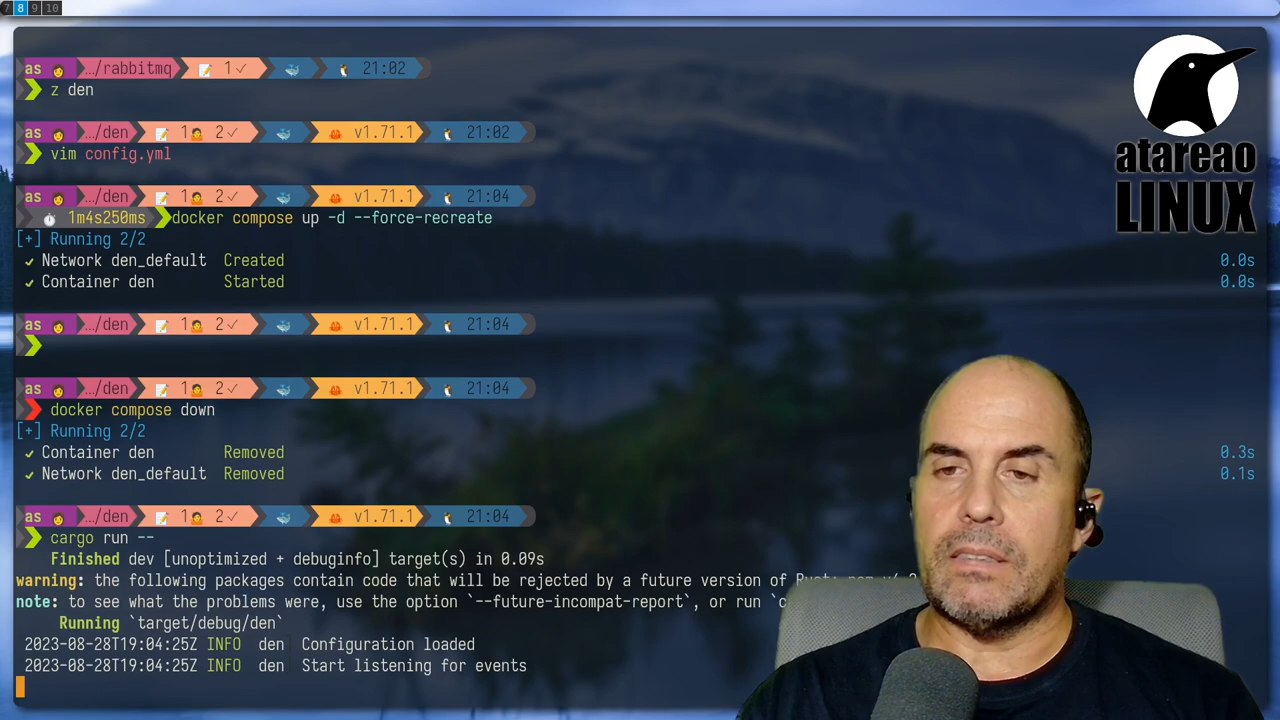 7 8 9 10
as …/rabbitmq 1✓ 21:02
z den
as …/den 1 2✓ v1.71.1 21:02
vim config.yml
as …/den 1 2✓ v1.71.1 21:04
1m4s250ms docker compose up -d --force-recreate
[+] Running 2/2
✓ Network den_default Created 0.0s
✓ Container den Started 0.0s
as …/den 1 2✓ v1.71.1 21:04
as …/den 1 2✓ v1.71.1 21:04
docker compose down
[+] Running 2/2
✓ Container den Removed 0.3s
✓ Network den_default Removed 0.1s
as …/den 1 2✓ v1.71.1 21:04
cargo run --
Finished dev [unoptimized + debuginfo] target(s) in 0.09s
warning: the following packages contain code that will be rejected by a future version of Rust:
note: to see what the problems were, use the option `--future-incompat-report`, or run
Running `target/debug/den`
2023-08-28T19:04:25Z INFO den Configuration loaded
2023-08-28T19:04:25Z INFO den Start listening for events
atareao
LINUX